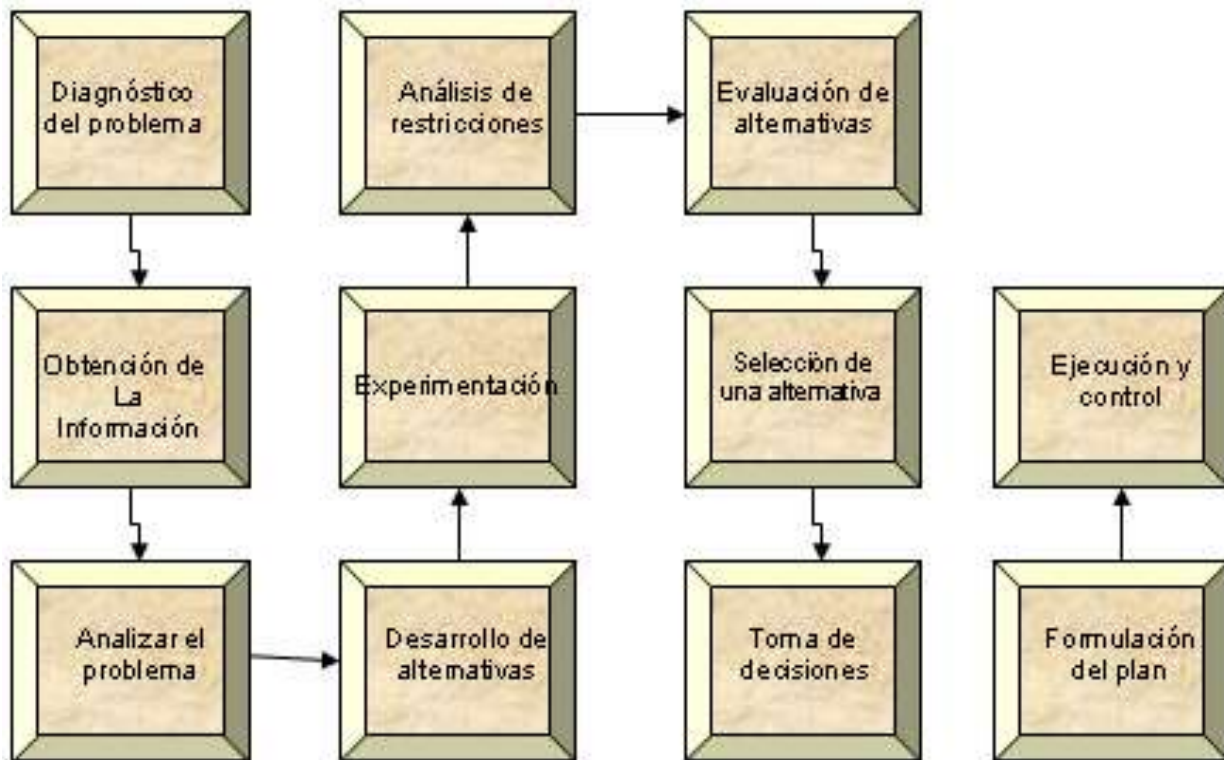 Diagnóstico
del problema
Obtención de
La
Información
Analizar el
problema
Desarrollo de
alternativas
Experimentación
Análisis de
restricciones
Evaluación de
alternativas
Selección de
una alternativa
Toma de
decisiones
Formulación
del plan
Ejecución y
control